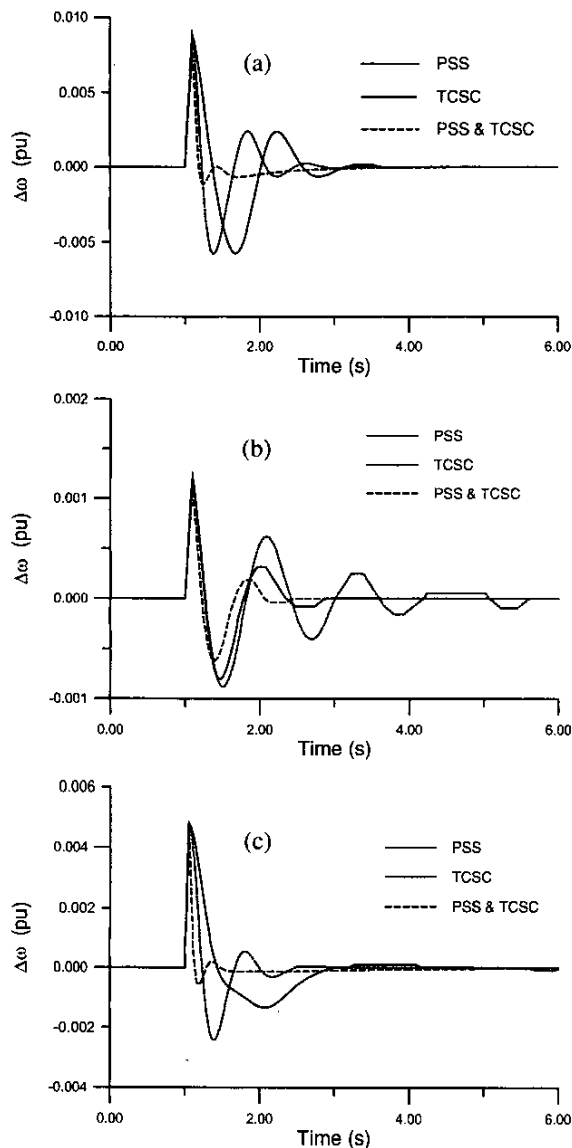 0.010
(a)
PSS
0.005
TCSC
PSS & TCSC
Δω (pu)
0.000
-0.005
-0.010
0.00 2.00 4.00 6.00
Time (s)
0.002
(b)
PSS
TCSC
0.001
PSS & TCSC
Δω (pu)
0.000
-0.001
0.00 2.00 4.00 6.00
Time (s)
0.006
(c)
PSS
0.004
TCSC
PSS & TCSC
0.002
Δω (pu)
0.000
-0.002
-0.004
0.00 2.00 4.00 6.00
Time (s)